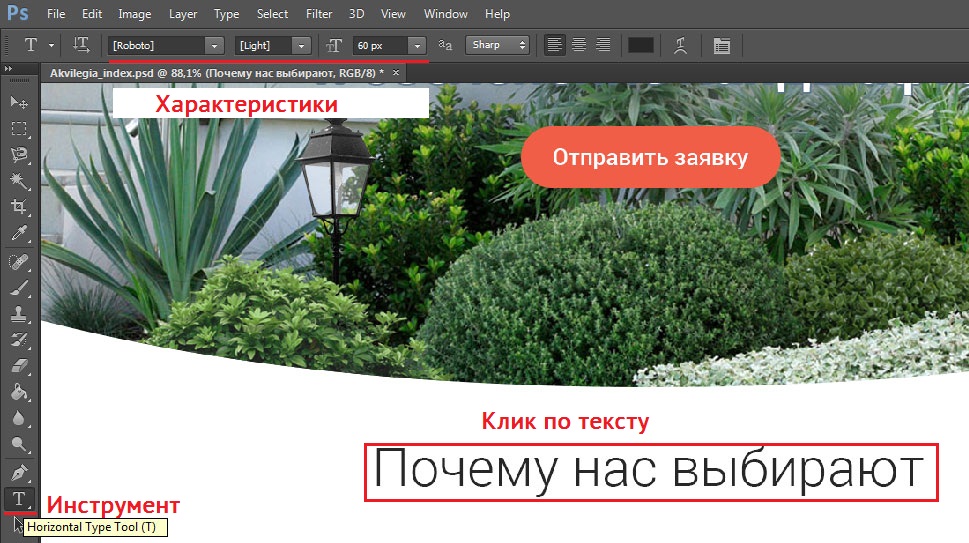 Ps File Edit Image Layer Type Select Filter 3D View Window Help
T T [Roboto] [Light] TT 60 px aa Sharp
Akvilegia_index.psd @ 88,1% (Почему нас выбирают, RGB/8) * ×
Характеристики
Отправить заявку
Клик по тексту
Почему нас выбирают
T
Инструмент
Horizontal Type Tool (T)